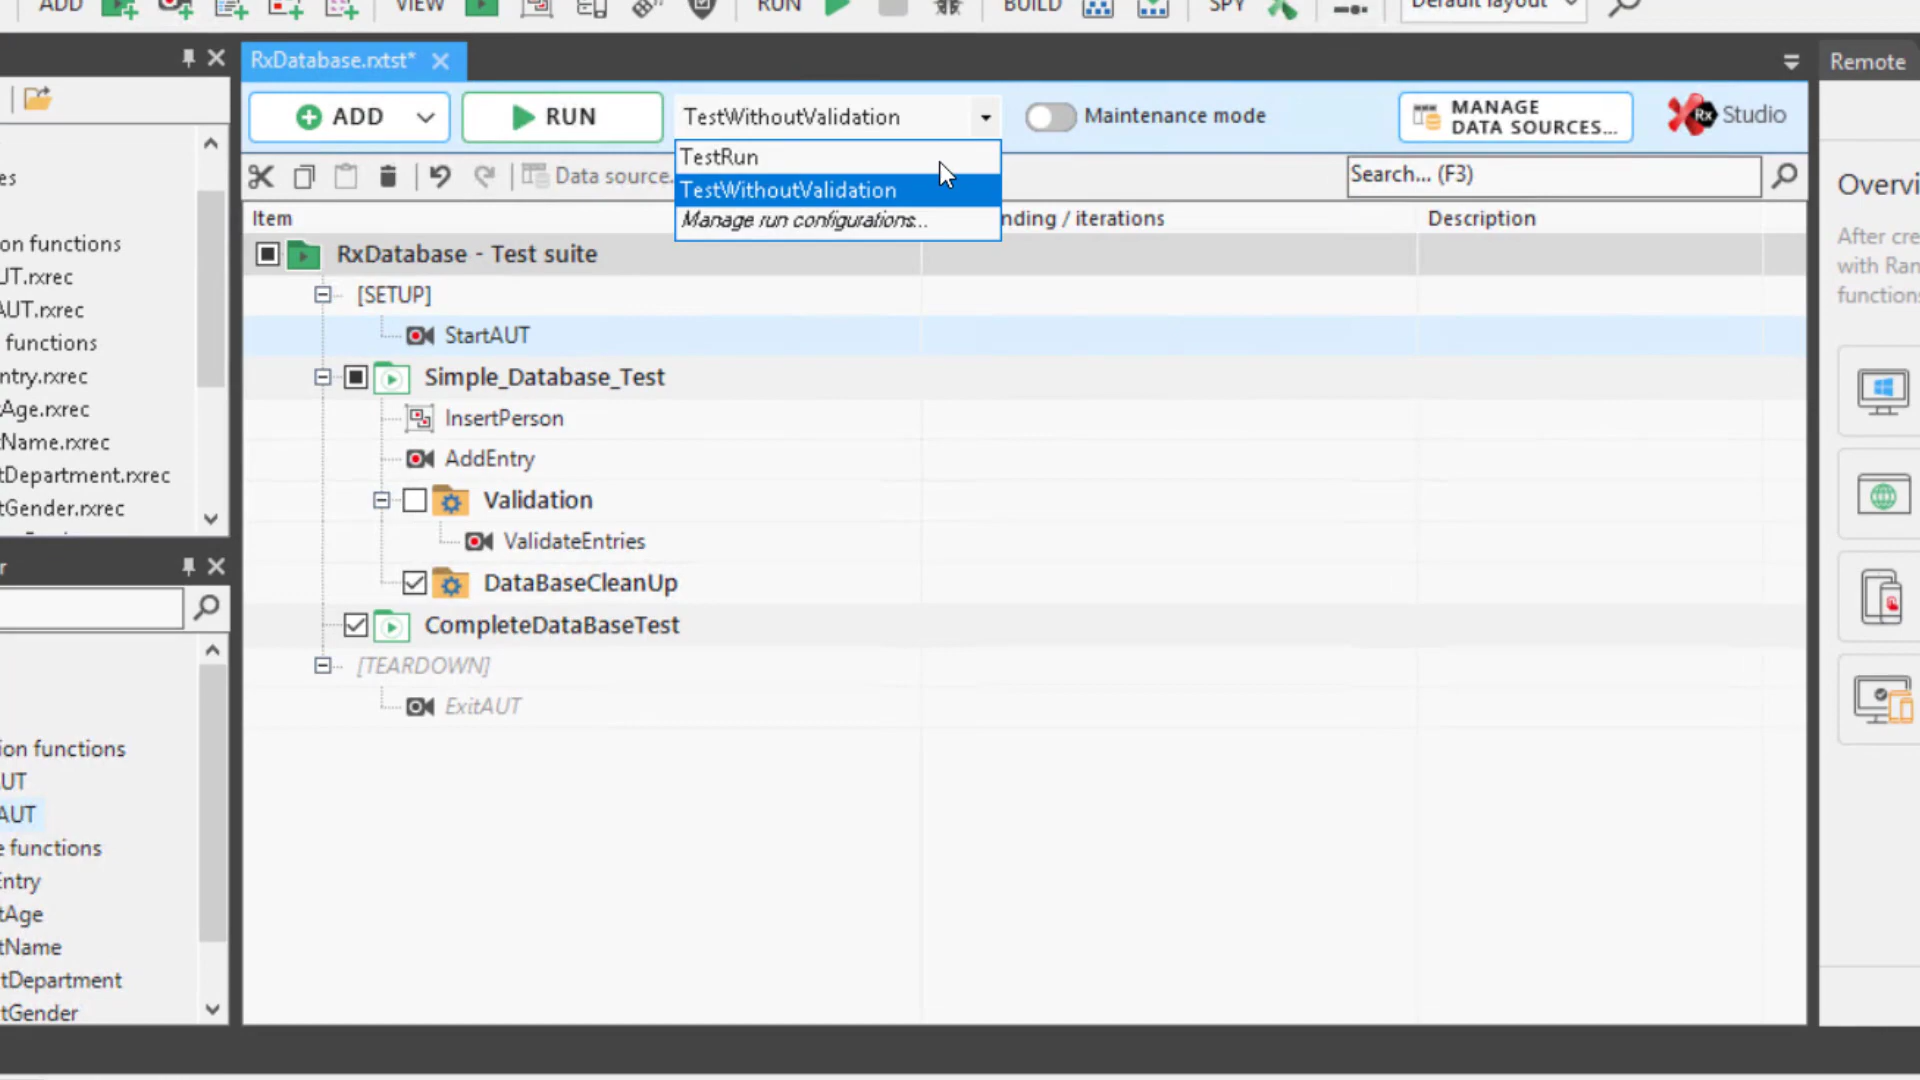 ADD
VIEW
RUN
BUILD
SPY
Default layout
RxDatabase.rxtst*
Remote
ADD
RUN
TestWithoutValidation
Maintenance mode
MANAGE
DATA SOURCES...
Rx Studio
TestRun
TestWithoutValidation
Manage run configurations...
Data source.
Search... (F3)
Item
nding / iterations
Description
RxDatabase - Test suite
[SETUP]
StartAUT
Simple_Database_Test
InsertPerson
AddEntry
Validation
ValidateEntries
DataBaseCleanUp
CompleteDataBaseTest
[TEARDOWN]
ExitAUT
es
on functions
UT.rxrec
AUT.rxrec
functions
ntry.rxrec
Age.rxrec
tName.rxrec
tDepartment.rxrec
tGender.rxrec
r
ion functions
AUT
AUT
e functions
Entry
tAge
tName
tDepartment
tGender
Overvi
After cre
with Ran
functions